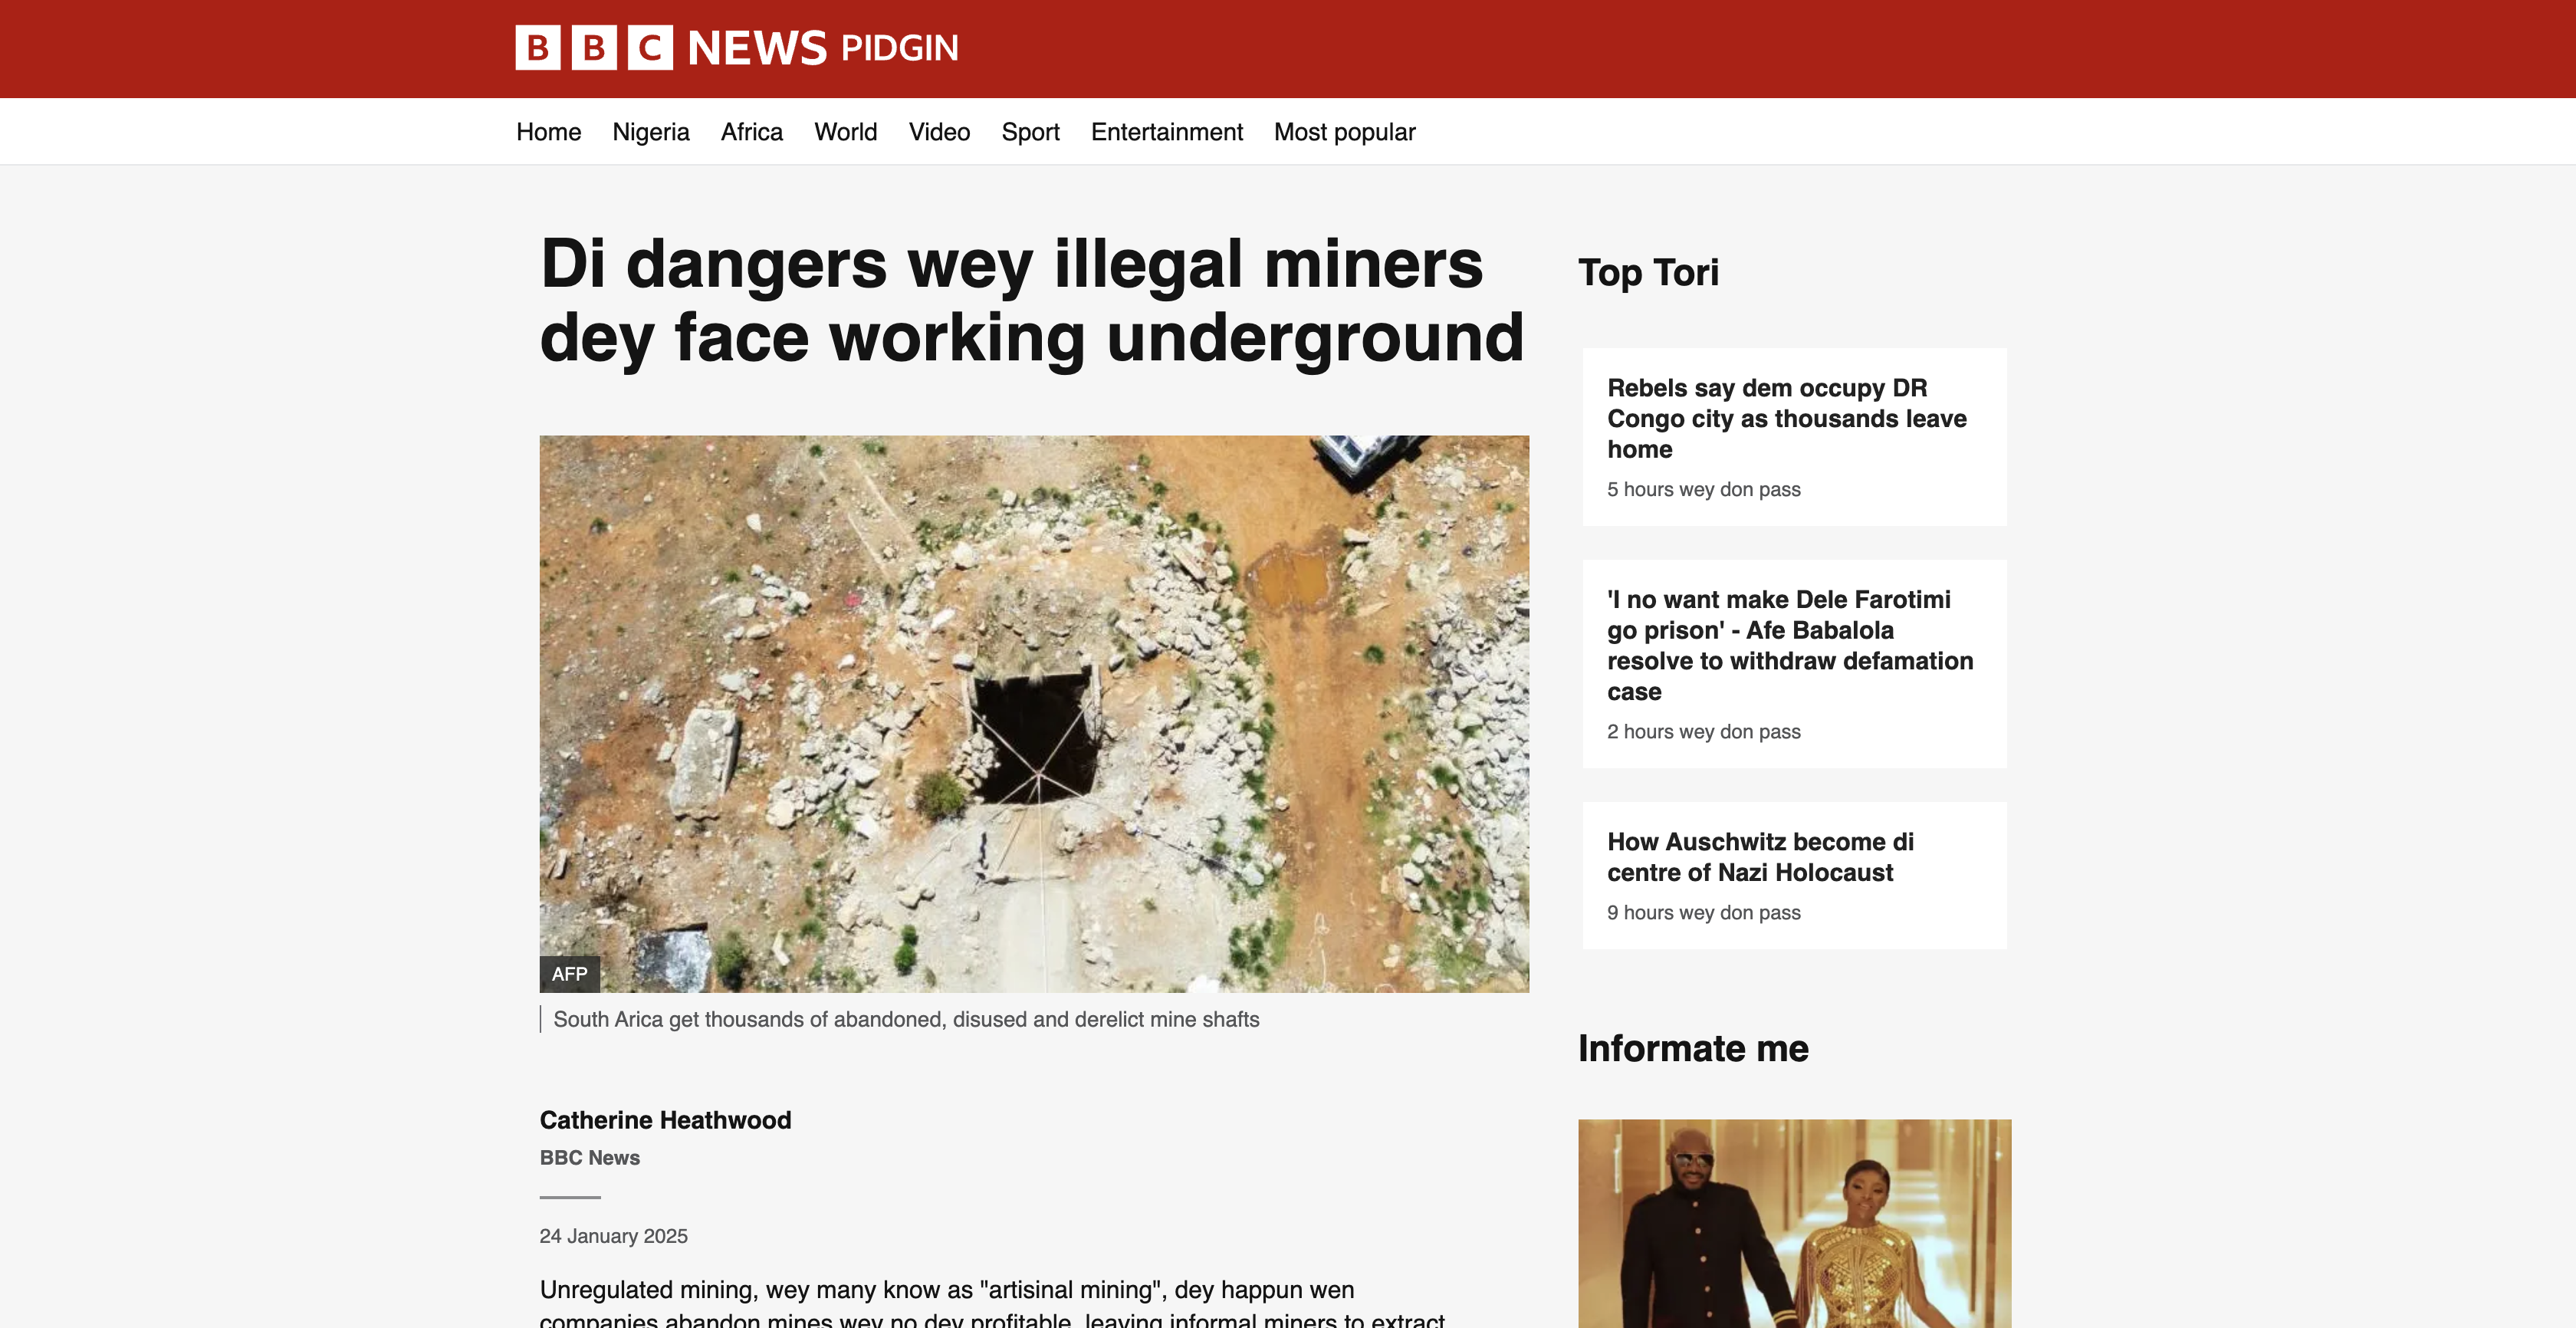 BBC NEWS PIDGIN
Home Nigeria Africa World Video Sport Entertainment Most popular
Di dangers wey illegal miners
dey face working underground
AFP
South Arica get thousands of abandoned, disused and derelict mine shafts
Catherine Heathwood
BBC News
24 January 2025
Unregulated mining, wey many know as "artisinal mining", dey happun wen
companies abandon mines wey no dey profitable, leaving informal miners to extract
Top Tori
Rebels say dem occupy DR
Congo city as thousands leave
home
5 hours wey don pass
'I no want make Dele Farotimi
go prison' - Afe Babalola
resolve to withdraw defamation
case
2 hours wey don pass
How Auschwitz become di
centre of Nazi Holocaust
9 hours wey don pass
Informate me